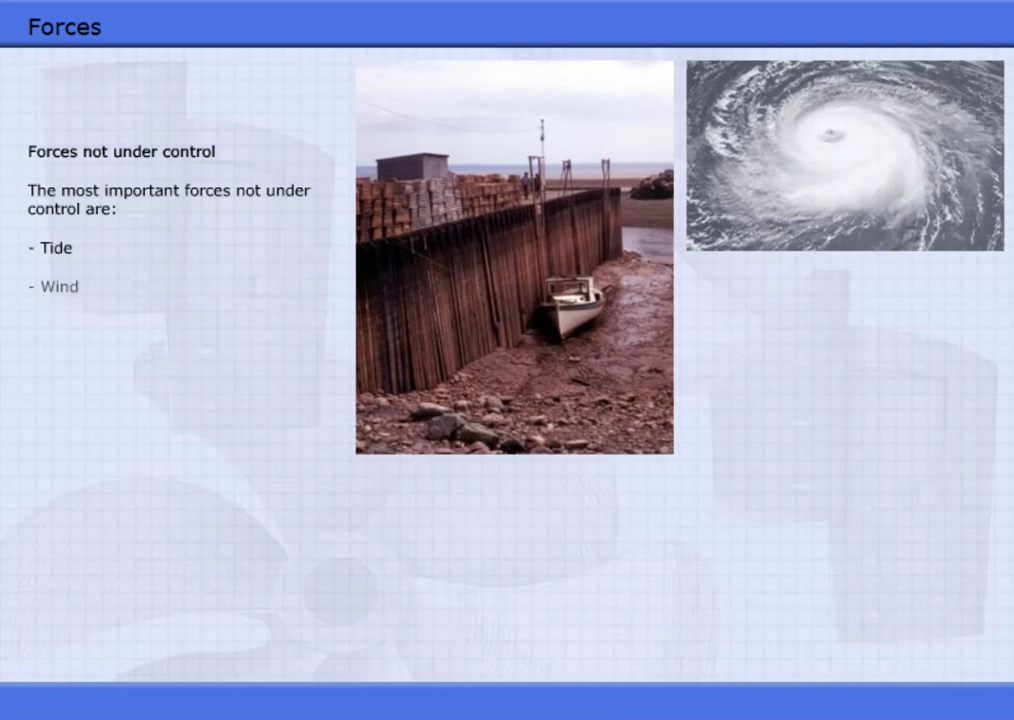 Forces
Forces not under control
The most important forces not under
control are:
- Tide
- Wind